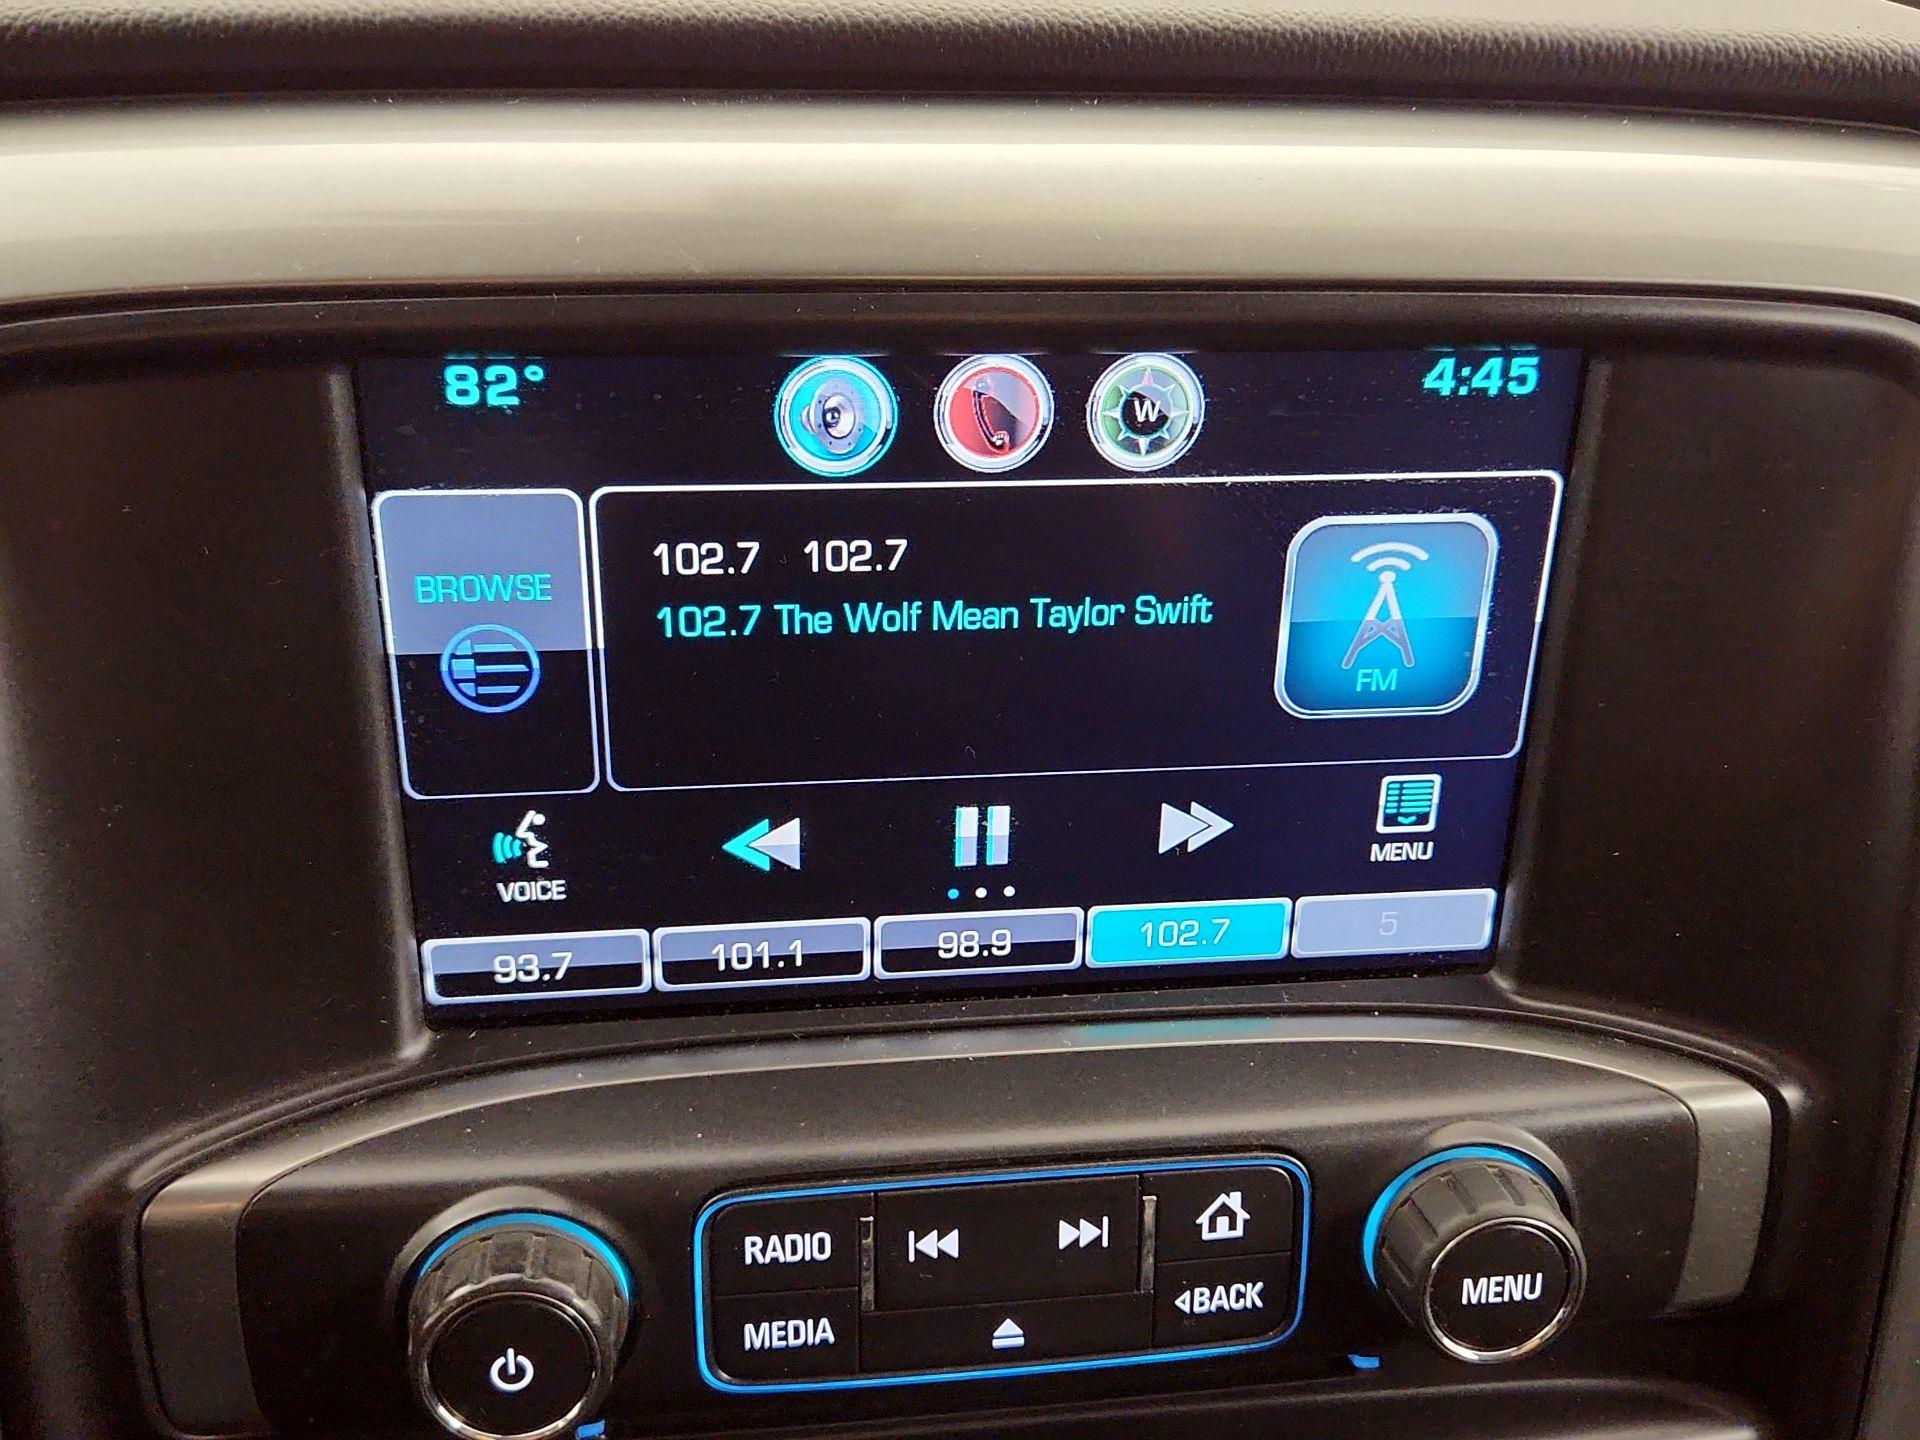 82°
W
4:45
BROWSE
102.7 102.7
102.7 The Wolf Mean Taylor Swift
FM
VOICE
MENU
93.7
101.1
98.9
102.7
5
RADIO
MEDIA
BACK
MENU